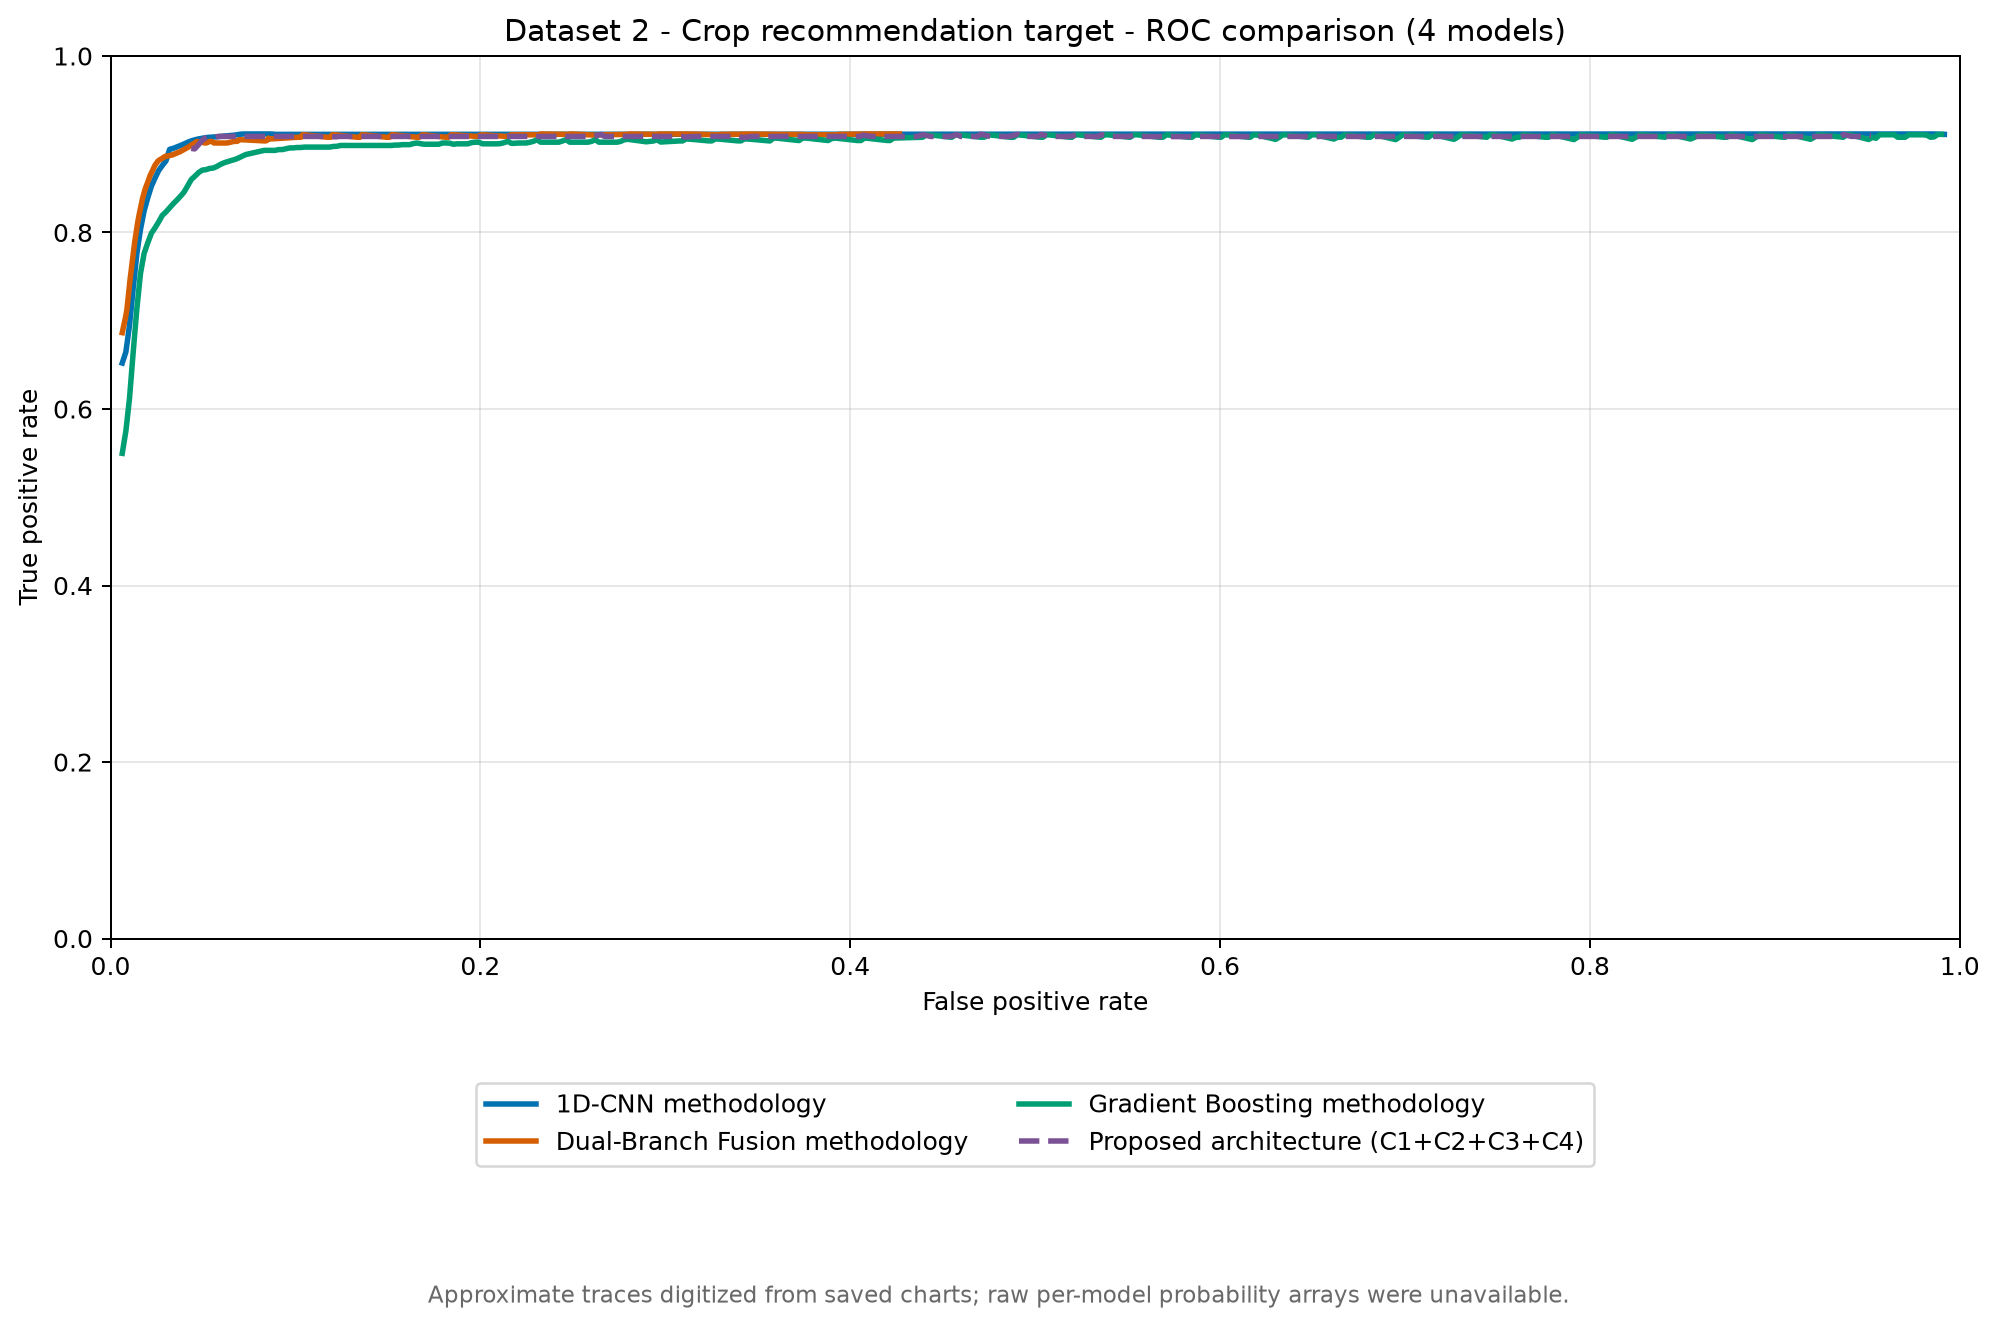 Dataset 2 - Crop recommendation target - ROC comparison (4 models)
1.0
0.8
0.6
0.4
0.2
0.0
True positive rate
0.0 0.2 0.4 0.6 0.8 1.0
False positive rate
1D-CNN methodology
Dual-Branch Fusion methodology
Gradient Boosting methodology
Proposed architecture (C1+C2+C3+C4)
Approximate traces digitized from saved charts; raw per-model probability arrays were unavailable.